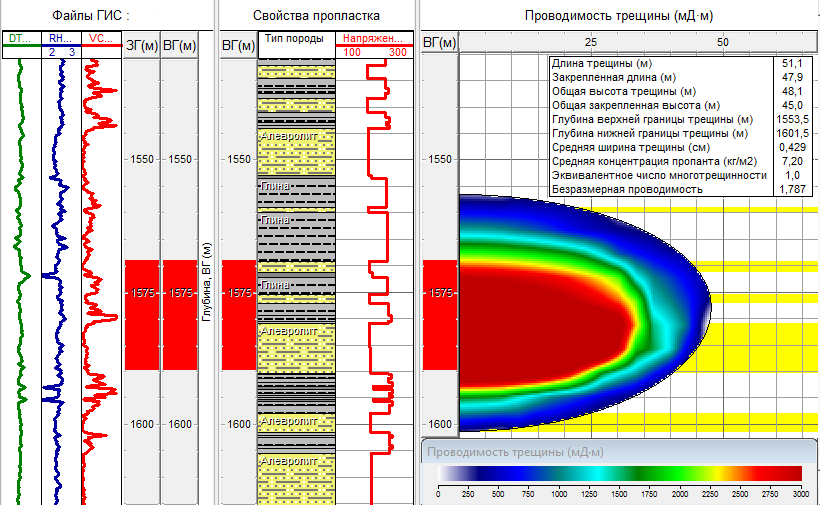 Файлы ГИС :
Свойства пропластка
Проводимость трещины (мД·м)
DT...
RH...
VC...
2 3
ЗГ(м)
ВГ(м)
ВГ(м)
Тип породы
Напряжен...
100 300
ВГ(м)
25 50
Длина трещины (м) 51,1
Закрепленная длина (м) 47,9
Общая высота трещины (м) 48,1
Общая закрепленная высота (м) 45,0
Глубина верхней границы трещины (м) 1553,5
Глубина нижней границы трещины (м) 1601,5
Средняя ширина трещины (см) 0,429
Средняя концентрация пропанта (кг/м2) 7,20
Эквивалентное число многотрещинности 1,0
Безразмерная проводимость 1,787
Алевролит
1550 1550 1550 1550
Глина
Глина
Глубина, ВГ (м)
Глина
1575 1575 1575 1575
Алевролит
Алевролит
1600 1600 1600 1600
Алевролит
Проводимость трещины (мД·м)
0 250 500 750 1000 1250 1500 1750 2000 2250 2500 2750 3000